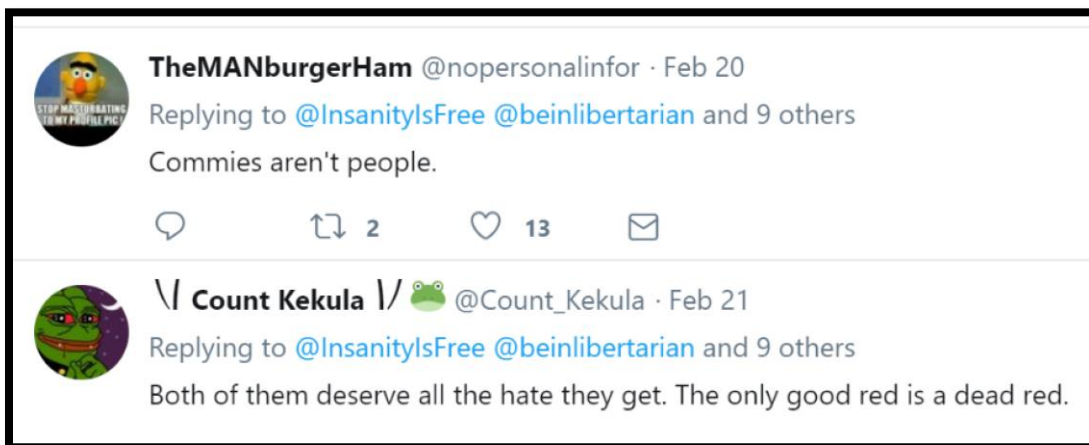 TheMANburgerHam @nopersonalinfor · Feb 20
STOP MASTURBATING
TO MY PROFILE PIC!
Replying to @InsanityIsFree @beinlibertarian and 9 others
Commies aren't people.
2 13
\/ Count Kekula \/ 🐸 @Count_Kekula · Feb 21
Replying to @InsanityIsFree @beinlibertarian and 9 others
Both of them deserve all the hate they get. The only good red is a dead red.